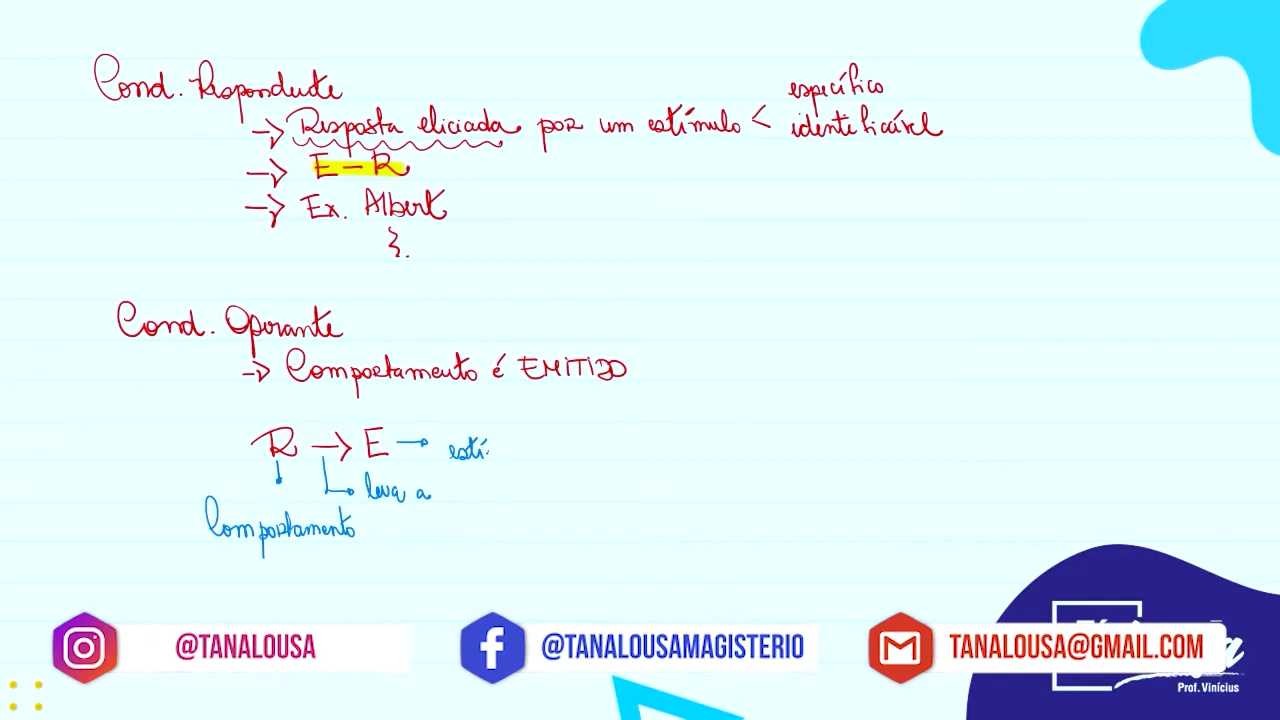 Cond. Respondente
específico
→ Resposta eliciada por um estímulo < identificável
→ E – R
→ Ex. Albert
Cond. Operante
→ Comportamento é EMITIDO
R → E → estí
leva a
Comportamento
@TANALOUSA
@TANALOUSAMAGISTERIO
TANALOUSA@GMAIL.COM
Prof. Vinícius